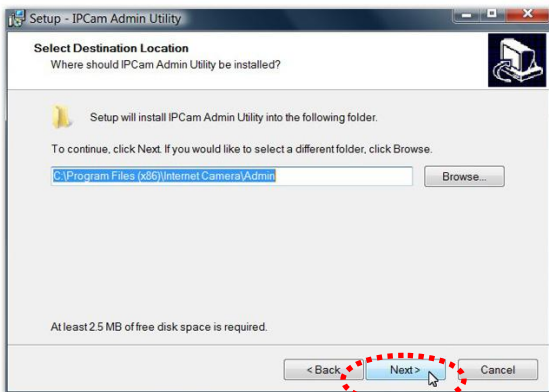 Setup - IPCam Admin Utility
Select Destination Location
Where should IPCam Admin Utility be installed?
Setup will install IPCam Admin Utility into the following folder.
To continue, click Next. If you would like to select a different folder, click Browse.
C:\Program Files (x86)\Internet Camera\Admin
Browse...
At least 2.5 MB of free disk space is required.
< Back
Next >
Cancel